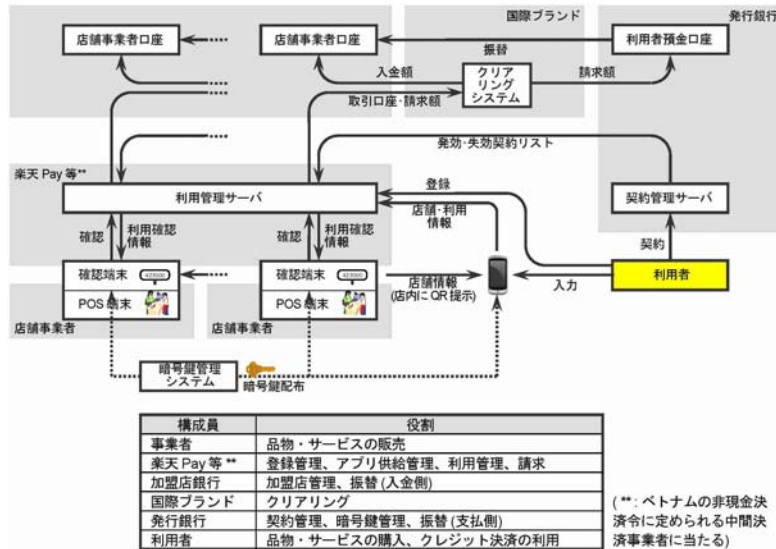 国際ブランド
発行銀行
店舗事業者口座
店舗事業者口座
利用者預金口座
振替
入金額
クリア
リング
システム
請求額
取引口座・請求額
発効・失効契約リスト
楽天 Pay 等**
利用管理サーバ
登録
契約管理サーバ
店舗・利用
情報
確認
利用確認
情報
確認
利用確認
情報
契約
確認端末
POS 端末
確認端末
POS 端末
店舗情報
(店内に QR 提示)
入力
利用者
店舗事業者
店舗事業者
暗号鍵管理
システム
暗号鍵配布
構成員 役割
事業者 品物・サービスの販売
楽天 Pay 等 ** 登録管理、アプリ供給管理、利用管理、請求
加盟店銀行 加盟店管理、振替 (入金側)
国際ブランド クリアリング
発行銀行 契約管理、暗号鍵管理、振替 (支払側)
利用者 品物・サービスの購入、クレジット決済の利用
( ** : ベトナムの非現金決
済令に定められる中間決
済事業者に当たる)